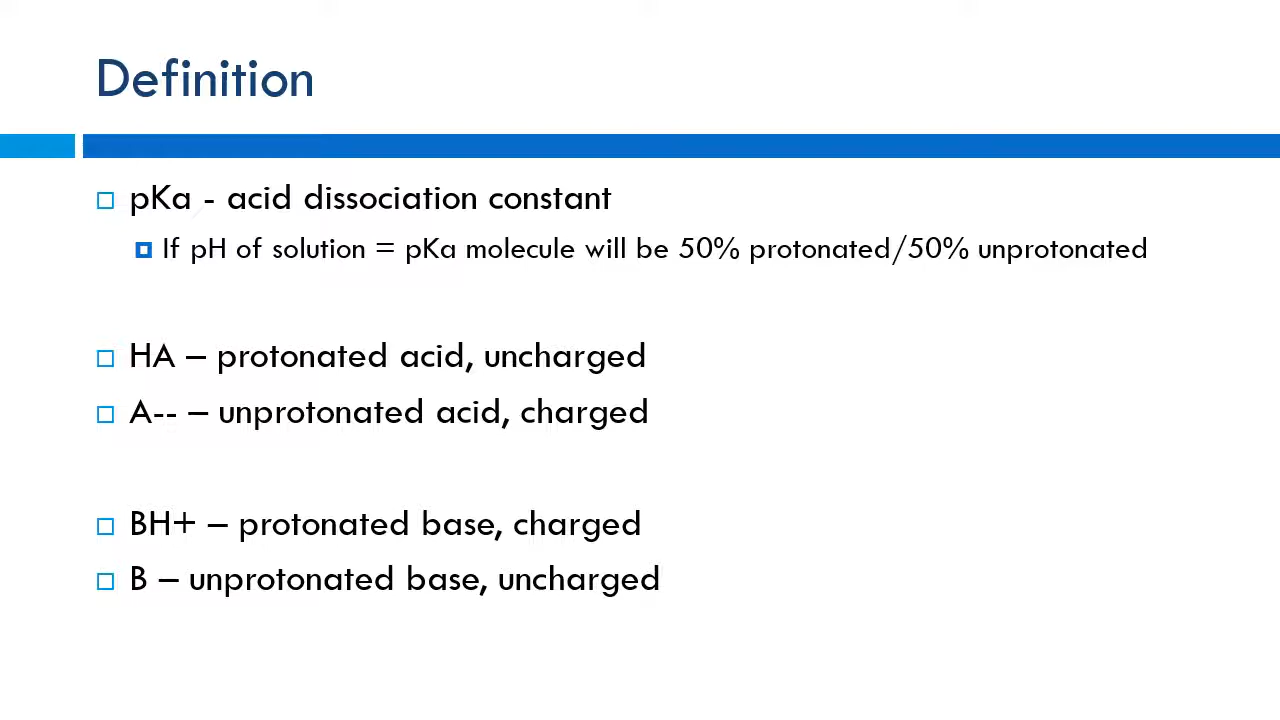 Definition
pKa - acid dissociation constant
If pH of solution = pKa molecule will be 50% protonated/50% unprotonated
HA – protonated acid, uncharged
A-- – unprotonated acid, charged
BH+ – protonated base, charged
B – unprotonated base, uncharged